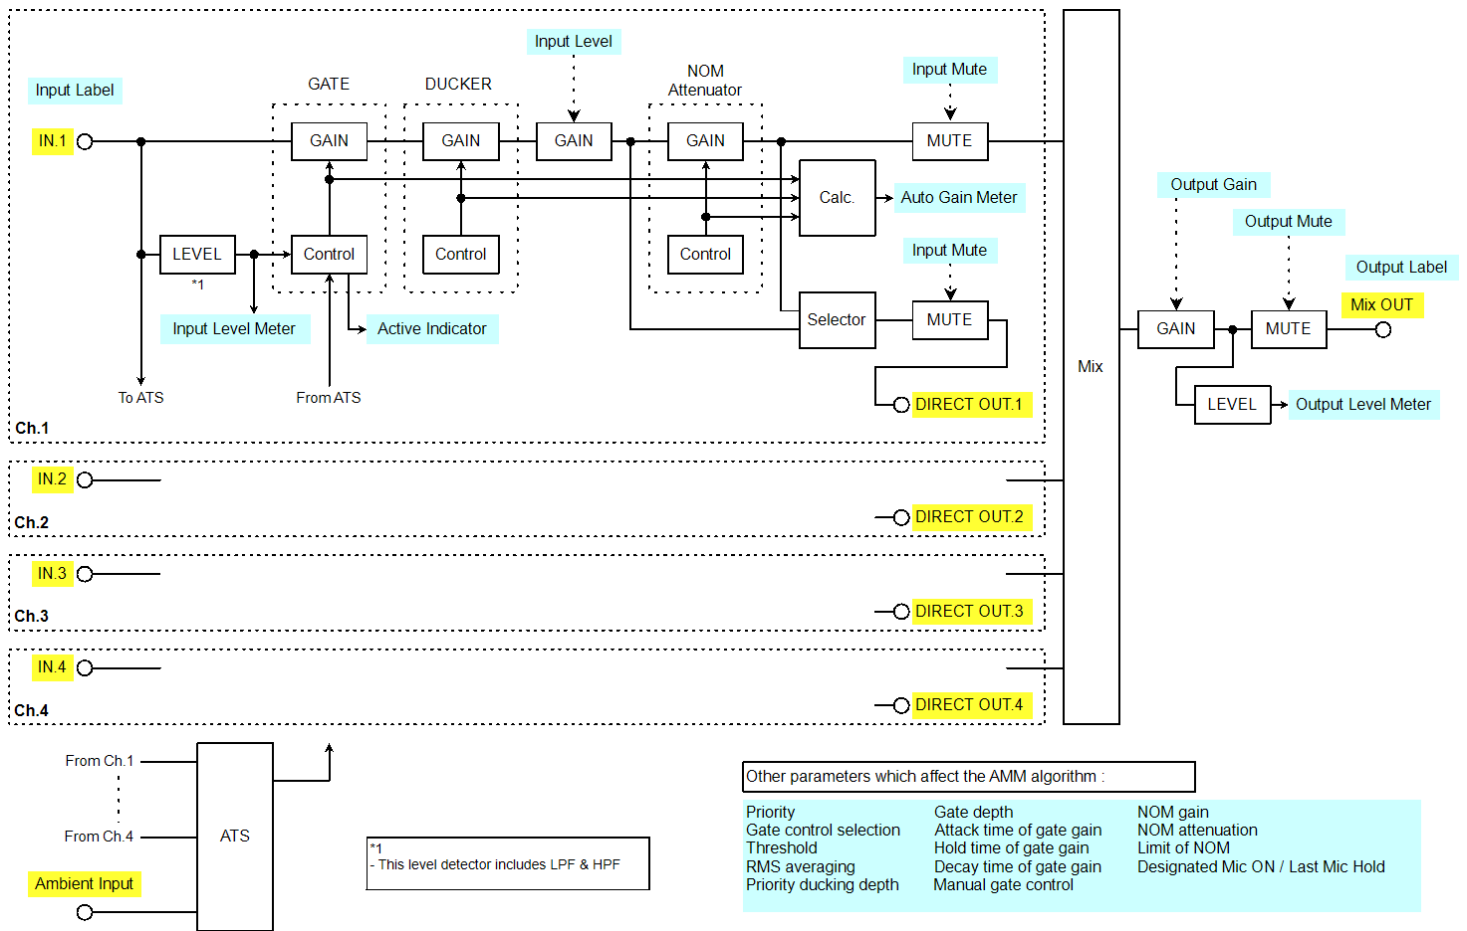 Input Level
Input Mute
NOM
Attenuator
GATE
DUCKER
Input Label
IN.1
GAIN
GAIN
GAIN
GAIN
MUTE
Calc.
Auto Gain Meter
Output Gain
LEVEL
*1
Control
Control
Control
Input Mute
Output Mute
Output Label
Input Level Meter
Active Indicator
Selector
MUTE
GAIN
MUTE
Mix OUT
Mix
To ATS
From ATS
DIRECT OUT.1
LEVEL
Output Level Meter
Ch.1
IN.2
DIRECT OUT.2
Ch.2
IN.3
DIRECT OUT.3
Ch.3
IN.4
DIRECT OUT.4
Ch.4
From Ch.1
From Ch.4
ATS
Ambient Input
*1
- This level detector includes LPF & HPF
Other parameters which affect the AMM algorithm :
Priority
Gate control selection
Threshold
RMS averaging
Priority ducking depth
Gate depth
Attack time of gate gain
Hold time of gate gain
Decay time of gate gain
Manual gate control
NOM gain
NOM attenuation
Limit of NOM
Designated Mic ON / Last Mic Hold